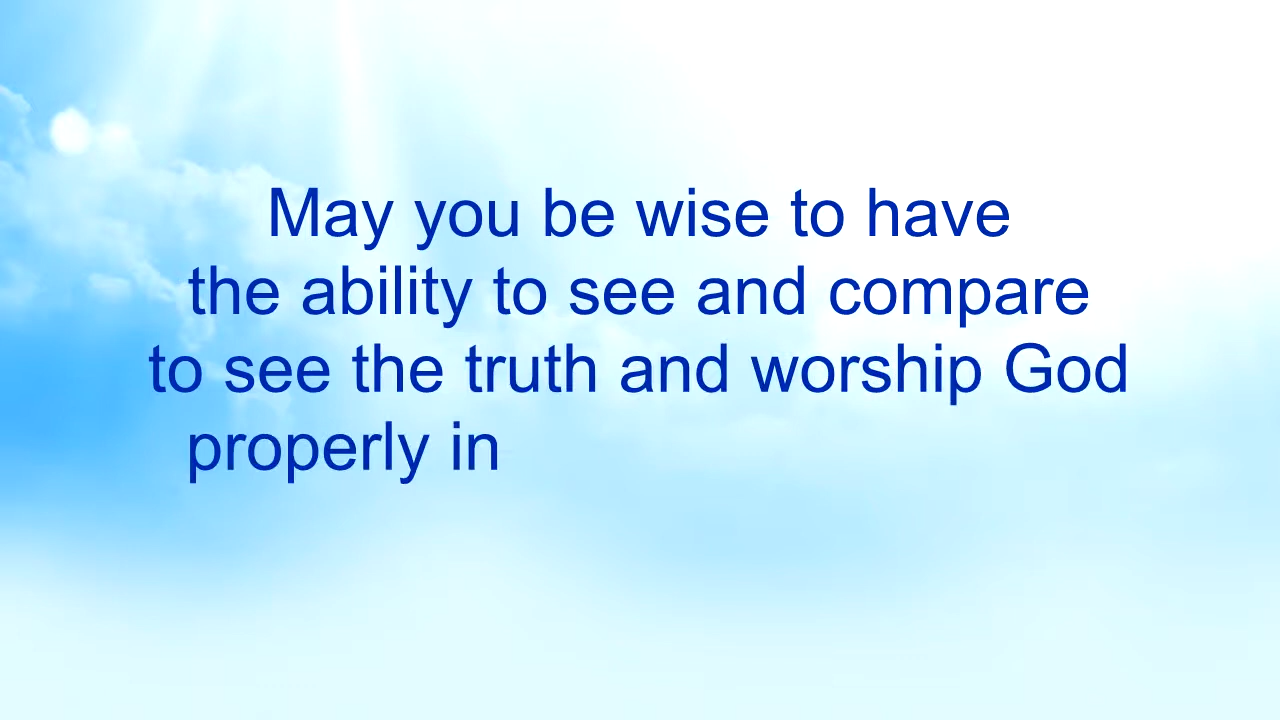 May you be wise to have
the ability to see and compare
to see the truth and worship God
properly in